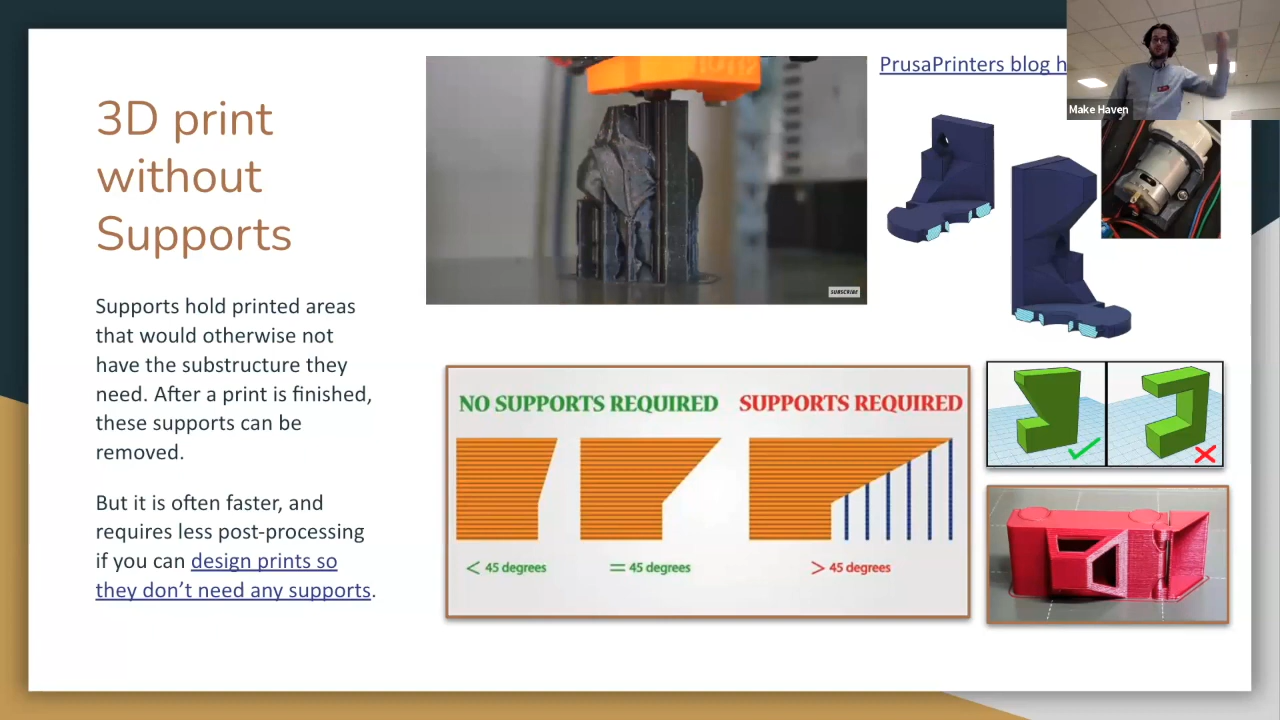 3D print
without
Supports
Supports hold printed areas
that would otherwise not
have the substructure they
need. After a print is finished,
these supports can be
removed.
But it is often faster, and
requires less post-processing
if you can design prints so
they don’t need any supports.
SUBSCRIBE
PrusaPrinters blog h
Make Haven
NO SUPPORTS REQUIRED SUPPORTS REQUIRED
< 45 degrees = 45 degrees > 45 degrees